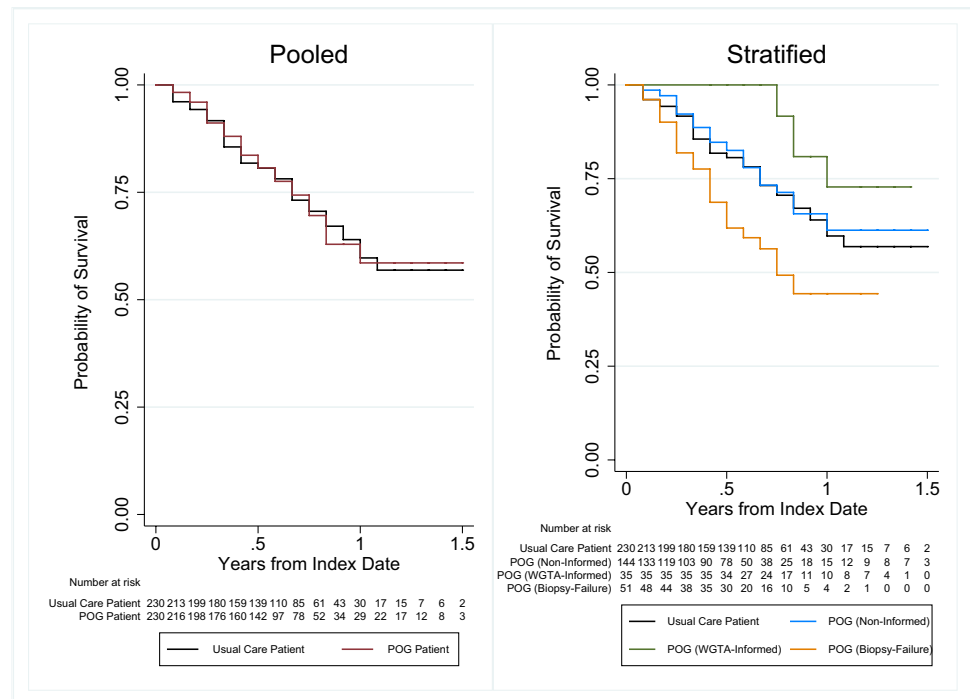 Pooled
Probability of Survival
1.00
0.75
0.50
0.25
0.00
0 .5 1 1.5
Years from Index Date
Number at risk
Usual Care Patient 230 213 199 180 159 139 110 85 61 43 30 17 15 7 6 2
POG Patient 230 216 198 176 160 142 97 78 52 34 29 22 17 12 8 3
Usual Care Patient POG Patient
Stratified
Probability of Survival
1.00
0.75
0.50
0.25
0.00
0 .5 1 1.5
Years from Index Date
Number at risk
Usual Care Patient 230 213 199 180 159 139 110 85 61 43 30 17 15 7 6 2
POG (Non-Informed) 144 133 119 103 90 78 50 38 25 18 15 12 9 8 7 3
POG (WGTA-Informed) 35 35 35 35 35 34 27 24 17 11 10 8 7 4 1 0
POG (Biopsy-Failure) 51 48 44 38 35 30 20 16 10 5 4 2 1 0 0 0
Usual Care Patient POG (Non-Informed)
POG (WGTA-Informed) POG (Biopsy-Failure)